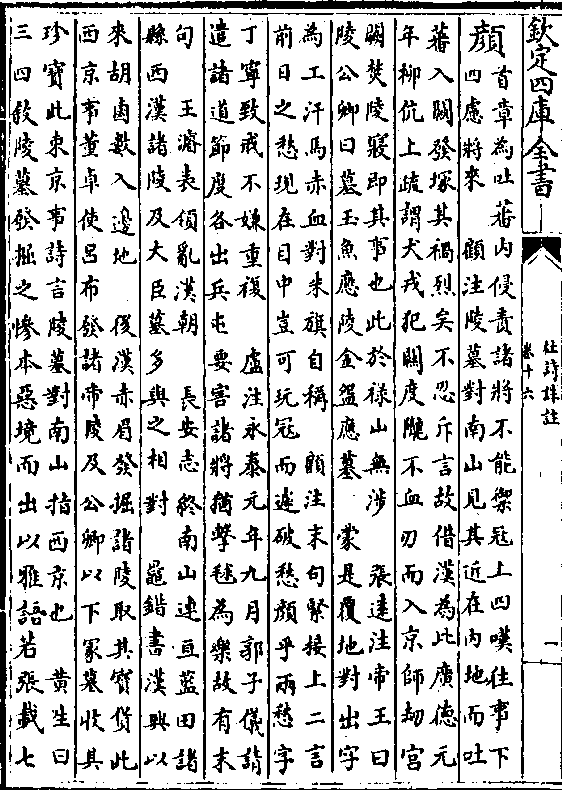 欽定四庫全書
杜詩詳註
卷十六
一
顔
首章為吐蕃内侵責諸將不能禦冦上四嘆往事下
四慮將來　顧注陵墓對南山見其近在内地而吐
蕃入關發塚其禍烈矣不忍斥言故借漢為此廣德元
年栁伉上疏謂犬戎犯關度隴不血刃而入京師刼宫
闕焚陵寢即其事也此於禄山無涉　張逺注帝王曰
陵公卿曰墓玉魚應陵金盌應墓　蒙是覆地對出字
為工汗馬赤血對朱旗自稱　顧注末句緊接上二言
前日之愁現在目中豈可玩冦而遽破愁顔乎兩愁字
丁寧致戒不嫌重複　盧注永泰元年九月郭子儀請
遣諸道節度各出兵屯要害諸將猶擊毬為樂故有末
句　王濬表領亂漢朝　長安志終南山連亘藍田諸
縣西漢諸陵及大臣墓多與之相對　鼂錯書漢興以
來胡鹵數入邊地　後漢赤眉發掘諸陵取其寳貨此
西京事董卓使呂布發諸帝陵及公卿以下冡墓收其
珍寳此東京事詩言陵墓對南山指西京也　黄生曰
三四叙陵墓發掘之慘本惡境而出以雅語若張載七